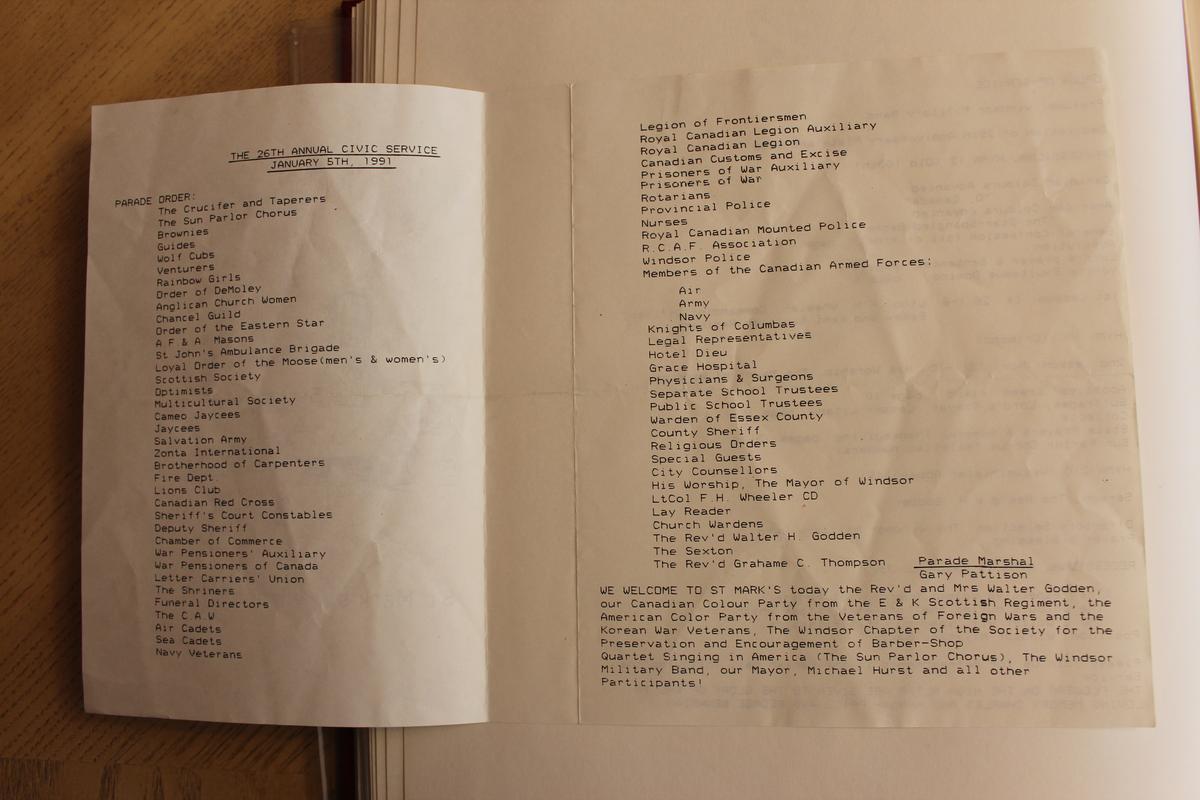 THE 26TH ANNUAL CIVIC SERVICE
JANUARY 5TH, 1991
PARADE ORDER:
The Crucifer and Taperers
The Sun Parlor Chorus
Brownies
Guides
Wolf Cubs
Venturers
Rainbow Girls
Order of DeMoley
Anglican Church Women
Chancel Guild
Order of the Eastern Star
A.F.& A. Masons
St John's Ambulance Brigade
Loyal Order of the Moose(men's & women's)
Scottish Society
Optimists
Multicultural Society
Cameo Jaycees
Jaycees
Salvation Army
Zonta International
Brotherhood of Carpenters
Fire Dept.
Lions Club
Canadian Red Cross
Sheriff's Court Constables
Deputy Sheriff
Chamber of Commerce
War Pensioners' Auxiliary
War Pensioners of Canada
Letter Carriers' Union
The Shriners
Funeral Directors
The C.A.W
Air Cadets
Sea Cadets
Navy Veterans
Legion of Frontiersmen
Royal Canadian Legion Auxiliary
Royal Canadian Legion
Canadian Customs and Excise
Prisoners of War Auxiliary
Prisoners of War
Rotarians
Provincial Police
Nurses
Royal Canadian Mounted Police
R.C.A.F. Association
Windsor Police
Members of the Canadian Armed Forces:
Air
Army
Navy
Knights of Columbas
Legal Representatives
Hotel Dieu
Grace Hospital
Physicians & Surgeons
Separate School Trustees
Public School Trustees
Warden of Essex County
County Sheriff
Religious Orders
Special Guests
City Counsellors
His Worship, The Mayor of Windsor
LtCol F.H. Wheeler CD
Lay Reader
Church Wardens
The Rev'd Walter H. Godden
The Sexton
The Rev'd Grahame C. Thompson
Parade Marshal
Gary Pattison
WE WELCOME TO ST MARK'S today the Rev'd and Mrs Walter Godden,
our Canadian Colour Party from the E & K Scottish Regiment, the
American Color Party from the Veterans of Foreign Wars and the
Korean War Veterans, The Windsor Chapter of the Society for the
Preservation and Encouragement of Barber-Shop
Quartet Singing in America (The Sun Parlor Chorus), The Windsor
Military Band, our Mayor, Michael Hurst and all other
Participants!